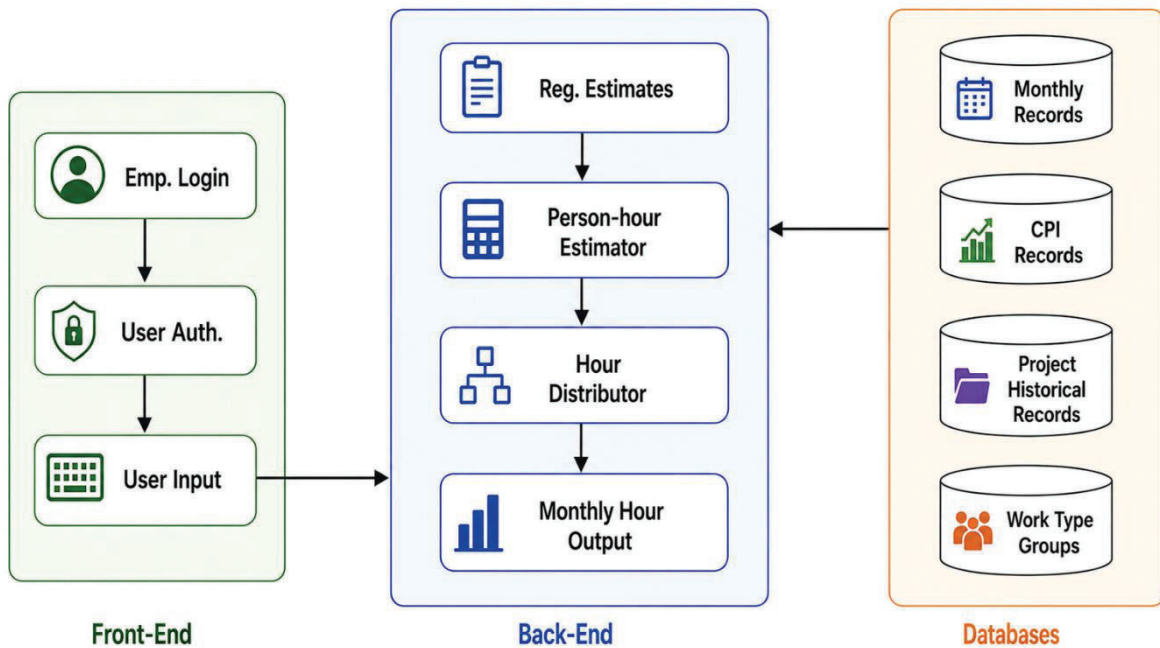 Emp. Login
User Auth.
User Input
Front-End
Reg. Estimates
Person-hour
Estimator
Hour
Distributor
Monthly Hour
Output
Back-End
Monthly
Records
CPI
Records
Project
Historical
Records
Work Type
Groups
Databases